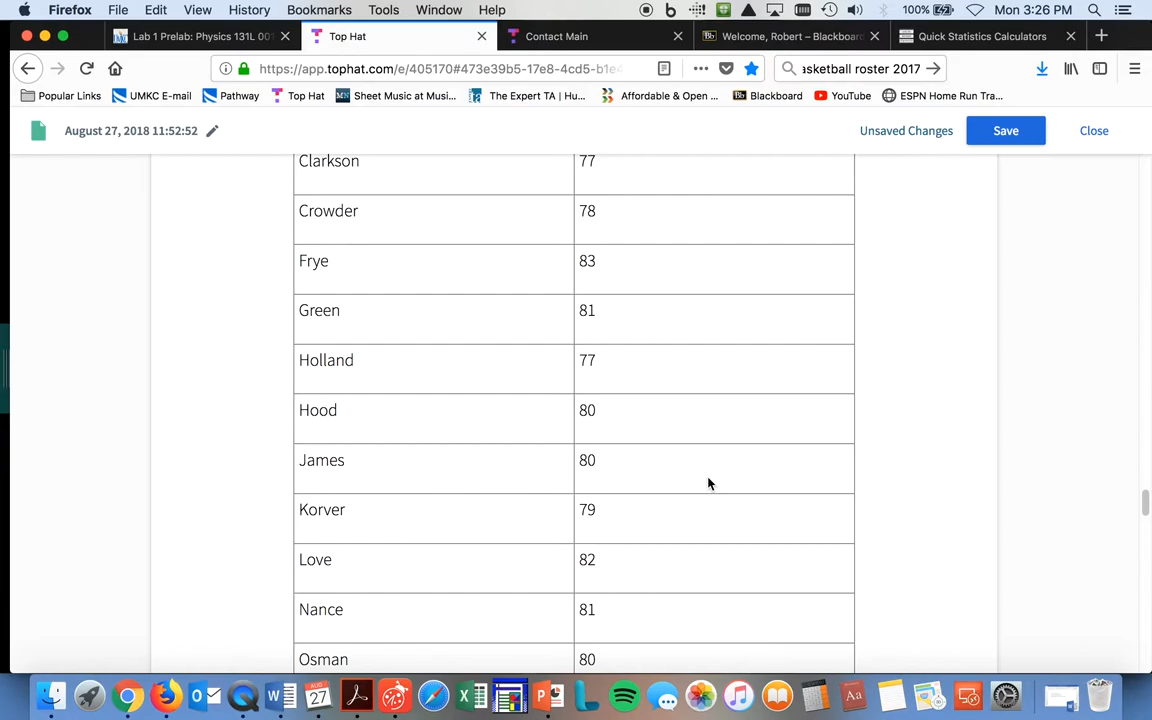 Firefox File Edit View History Bookmarks Tools Window Help 100% Mon 3:26 PM
Lab 1 Prelab: Physics 131L 001 Top Hat Contact Main Welcome, Robert – Blackboard Quick Statistics Calculators
https://app.tophat.com/e/405170#473e39b5-17e8-4cd5-b1e asketball roster 2017
Popular Links UMKC E-mail Pathway Top Hat Sheet Music at Musi... The Expert TA | Hu... Affordable & Open ... Blackboard YouTube ESPN Home Run Tra...
August 27, 2018 11:52:52 Unsaved Changes Save Close
Clarkson 77
Crowder 78
Frye 83
Green 81
Holland 77
Hood 80
James 80
Korver 79
Love 82
Nance 81
Osman 80
AUG
27